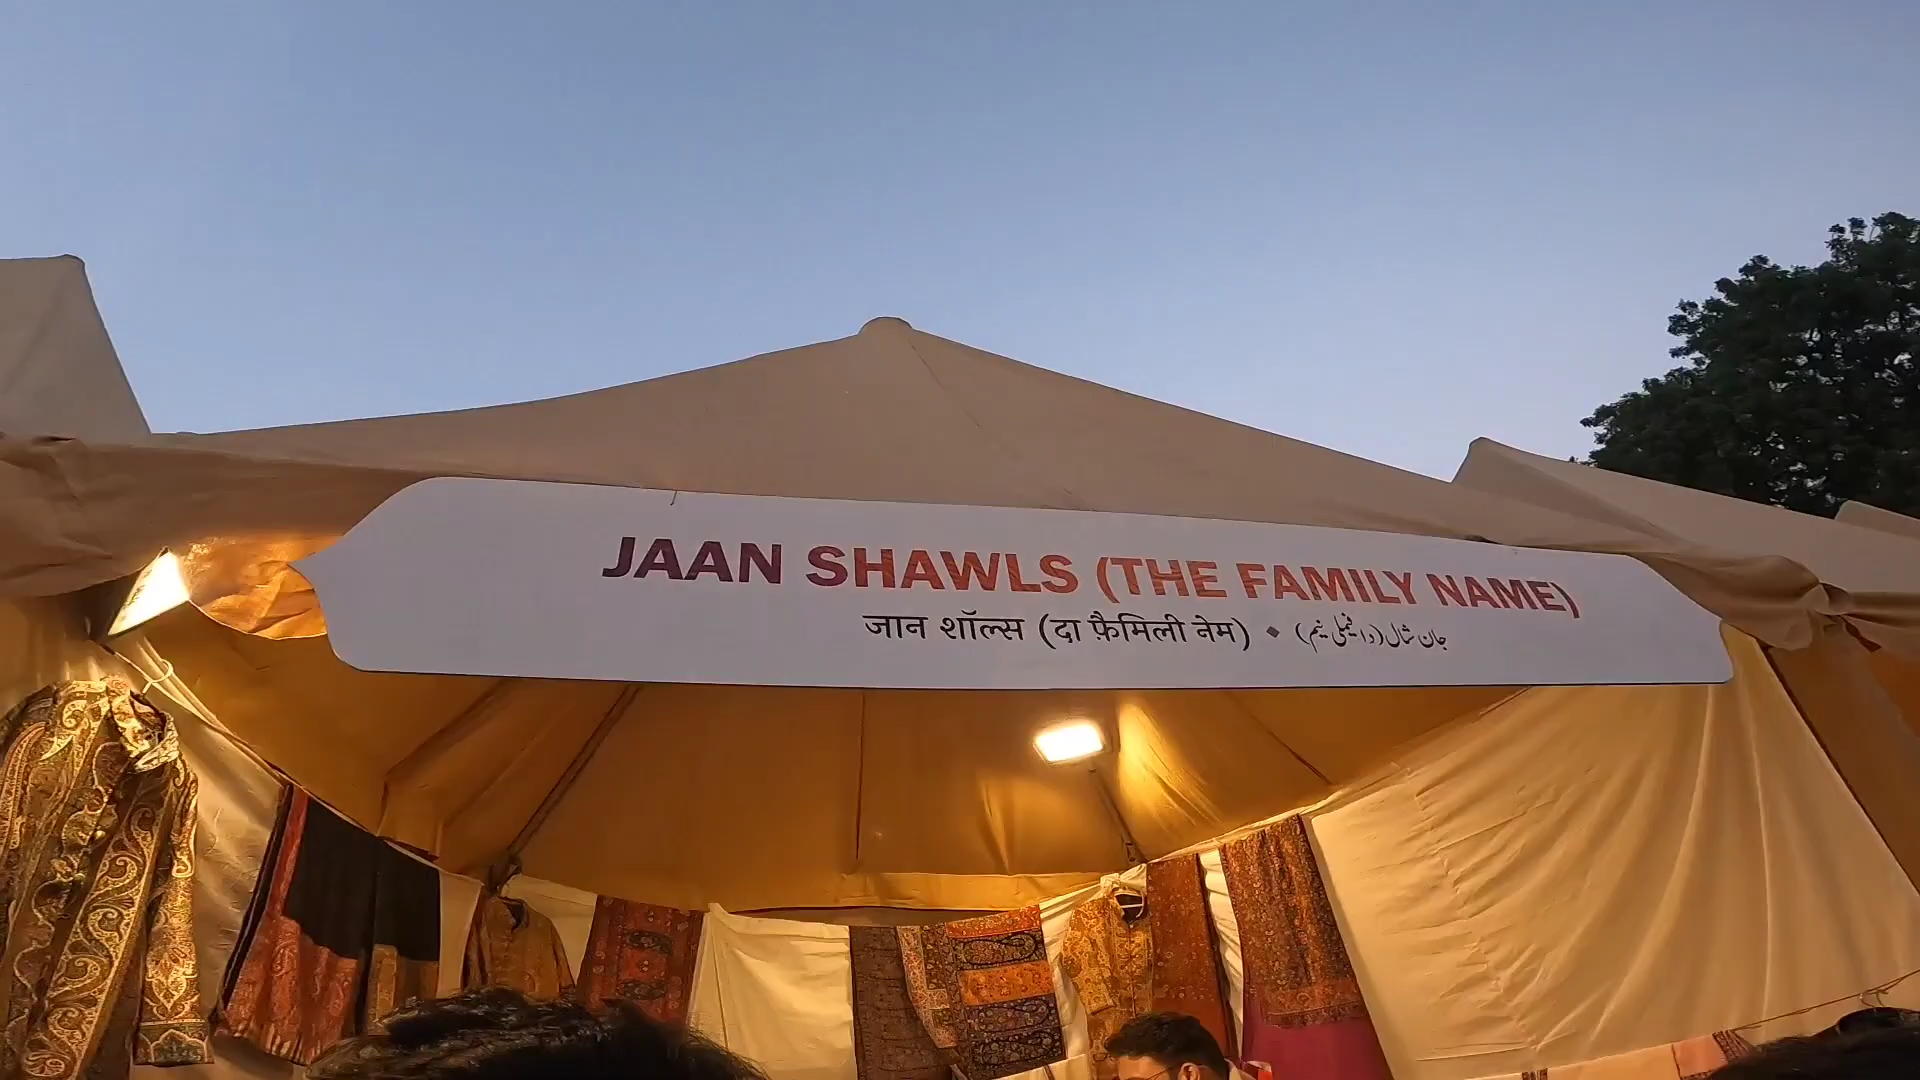 JAAN SHAWLS (THE FAMILY NAME)
जान शॉल्स (दा फ़ैमिली नेम) ◆ جان شال (دا فیملی نیم)